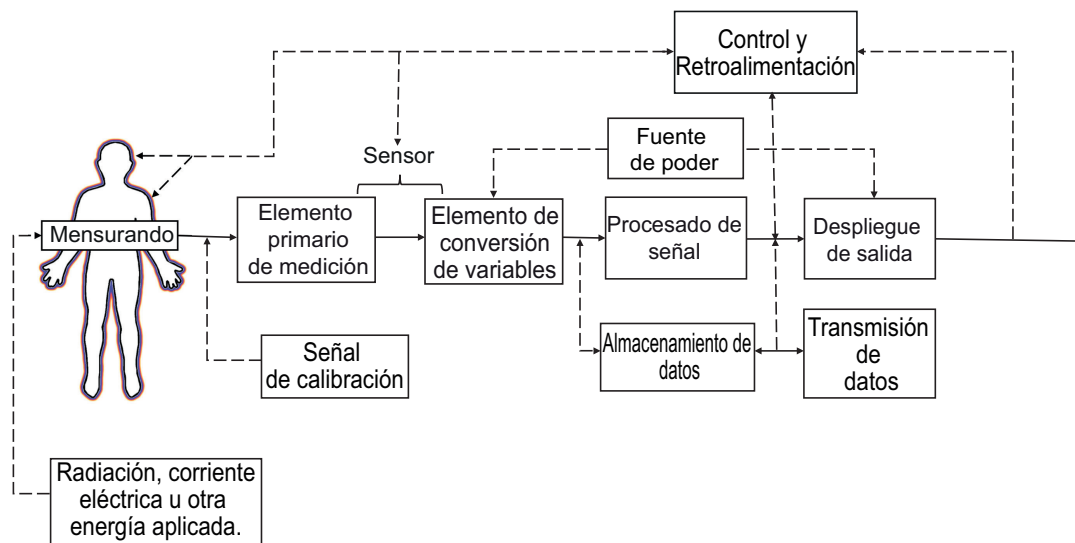 Control y
Retroalimentación
Fuente
de poder
Sensor
Mensurando
Elemento
primario
de medición
Elemento de
conversión
de variables
Procesado de
señal
Despliegue
de salida
Señal
de calibración
Almacenamiento de
datos
Transmisión
de
datos
Radiación, corriente
eléctrica u otra
energía aplicada.